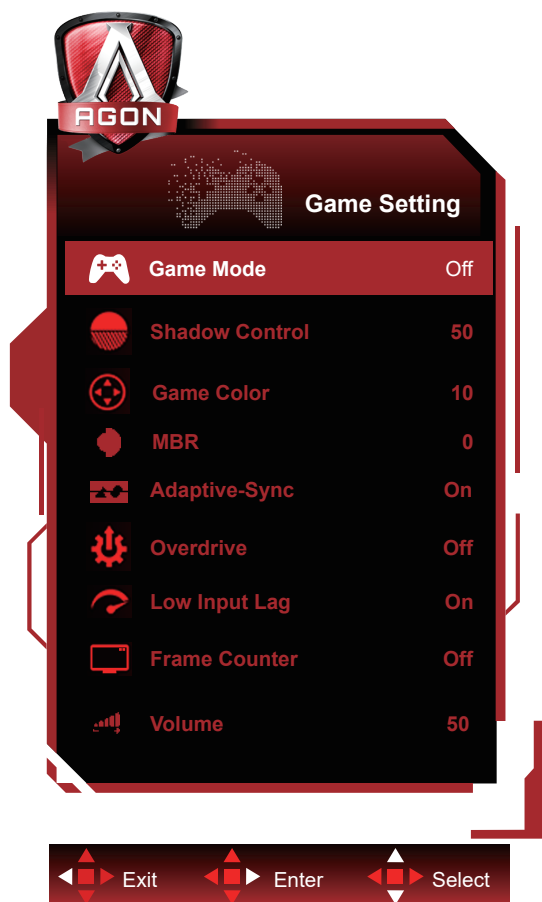 AGON
Game Setting
Game Mode Off
Shadow Control 50
Game Color 10
MBR 0
Adaptive-Sync On
Overdrive Off
Low Input Lag On
Frame Counter Off
Volume 50
Exit Enter Select